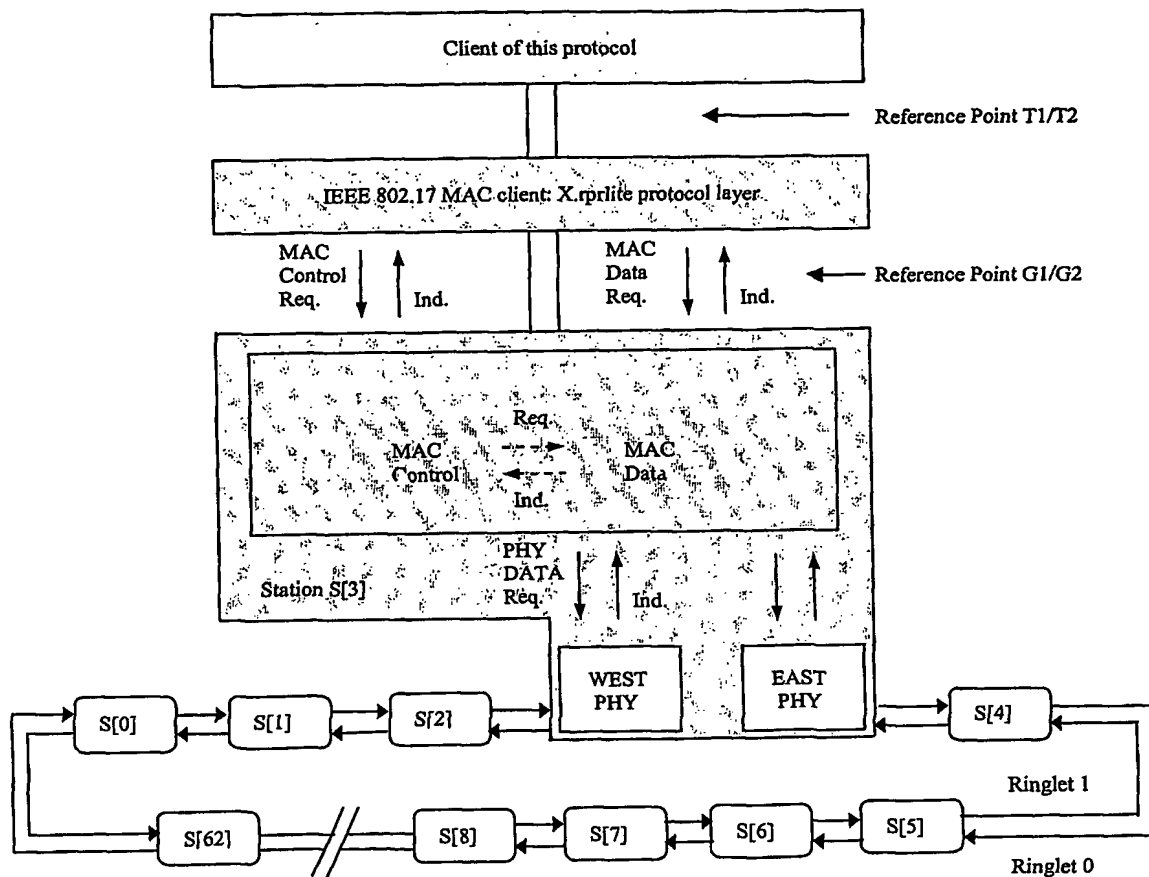 Client of this protocol
Reference Point T1/T2
IEEE 802.17 MAC client: X.rprlite protocol layer
MAC
Control
Req.
Ind.
MAC
Data
Req.
Ind.
Reference Point G1/G2
Req.
MAC
Control
MAC
Data
Ind.
PHY
DATA
Req.
Ind.
Station S[3]
WEST
PHY
EAST
PHY
S[0]
S[1]
S[2]
S[4]
Ringlet 1
S[62]
S[8]
S[7]
S[6]
S[5]
Ringlet 0